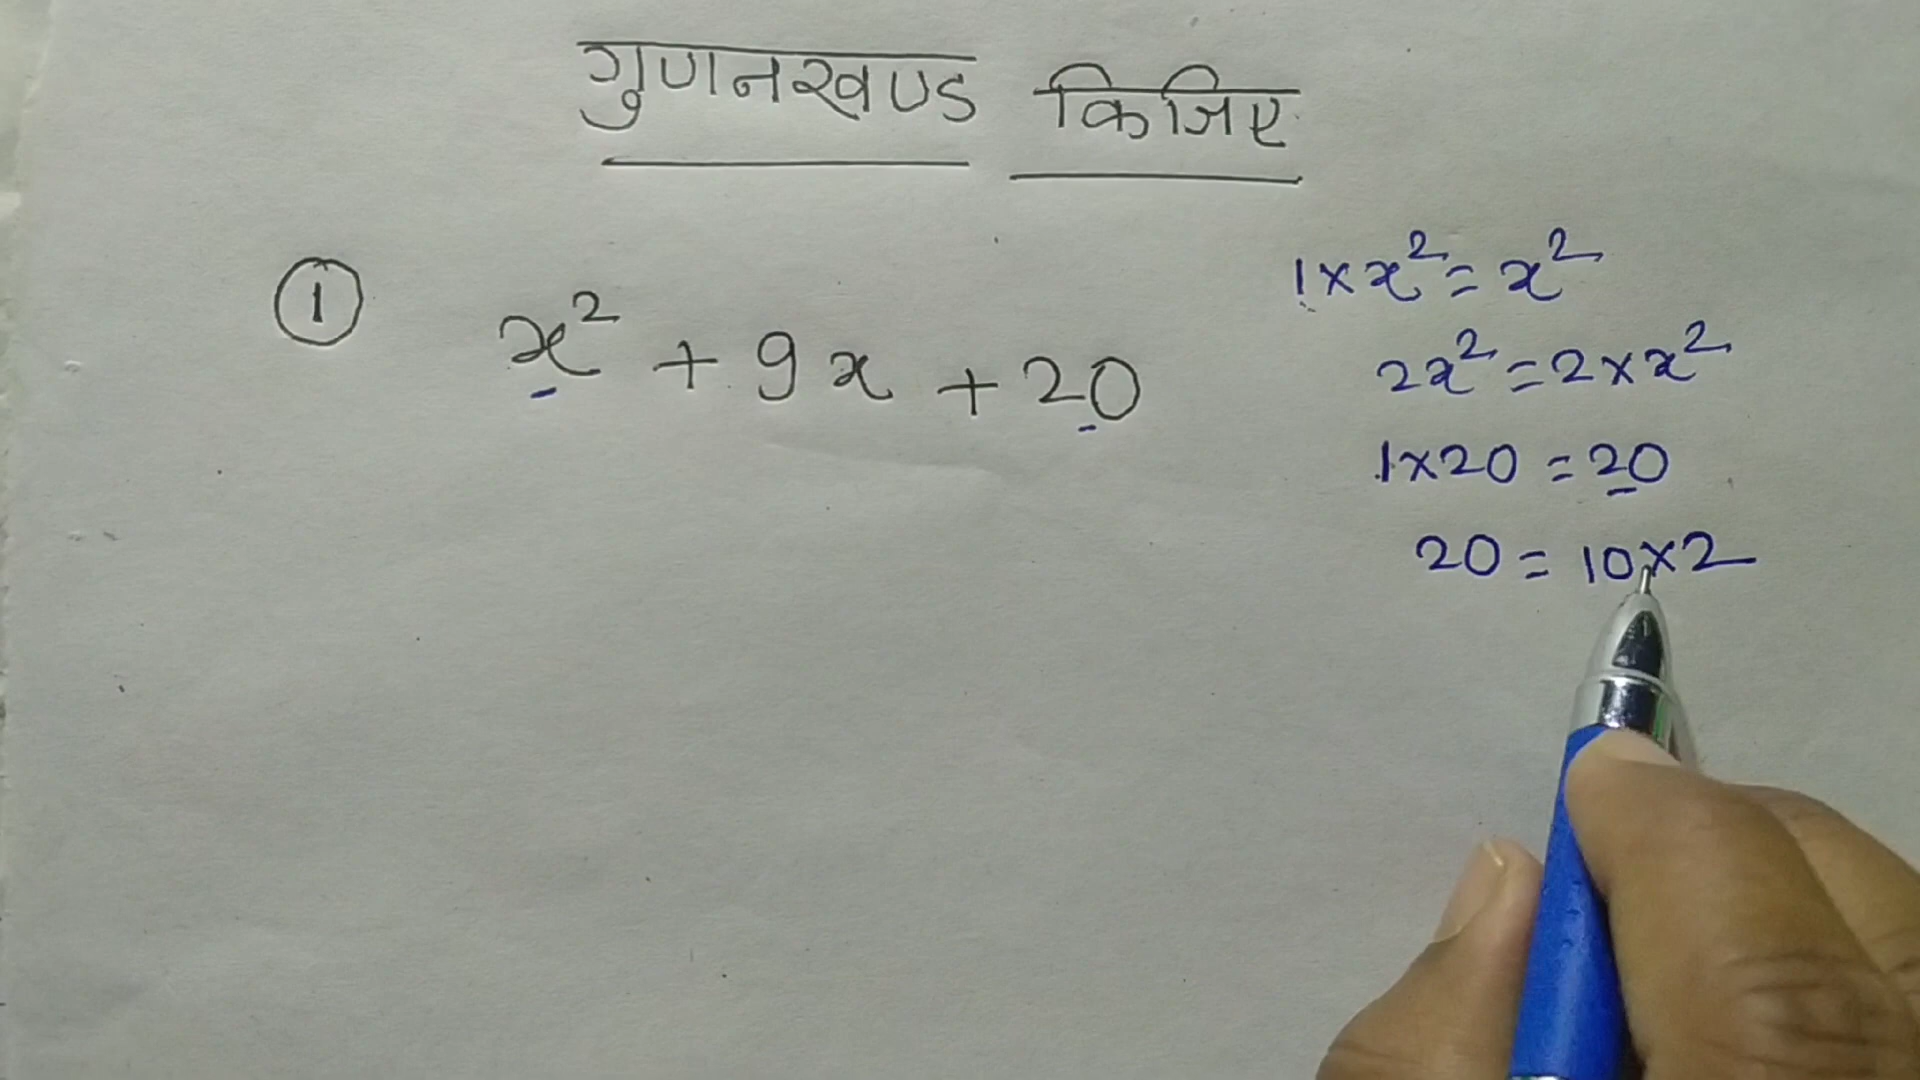 गुणनखण्ड किजिए
① x² + 9x + 20
1×x² = x²
2x² = 2×x²
1×20 = 20
20 = 10×2